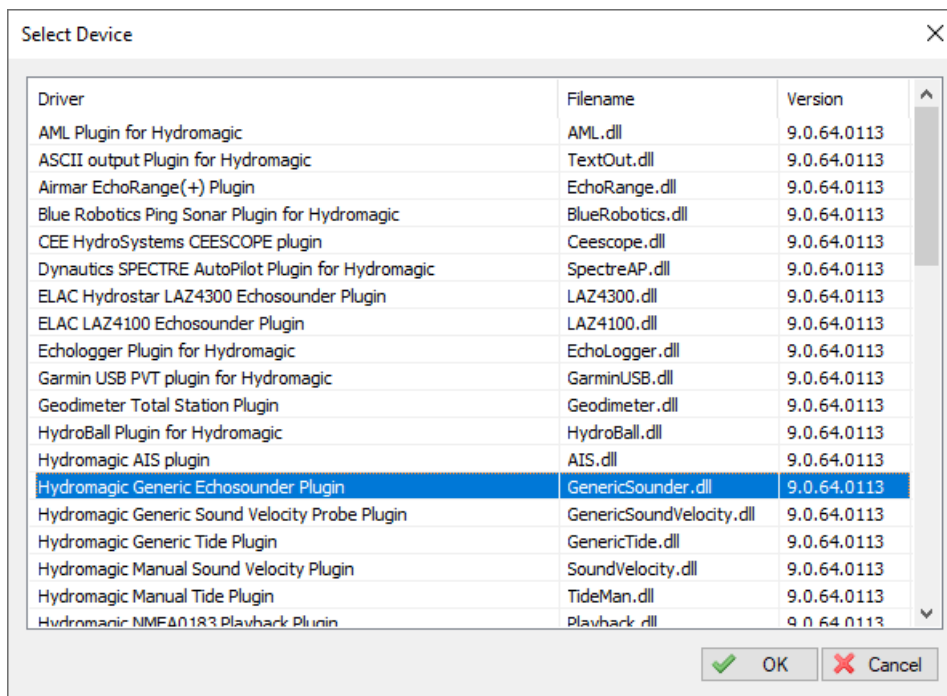 Select Device
Driver Filename Version
AML Plugin for Hydromagic AML.dll 9.0.64.0113
ASCII output Plugin for Hydromagic TextOut.dll 9.0.64.0113
Airmar EchoRange(+) Plugin EchoRange.dll 9.0.64.0113
Blue Robotics Ping Sonar Plugin for Hydromagic BlueRobotics.dll 9.0.64.0113
CEE HydroSystems CEESCOPE plugin Ceescope.dll 9.0.64.0113
Dynautics SPECTRE AutoPilot Plugin for Hydromagic SpectreAP.dll 9.0.64.0113
ELAC Hydrostar LAZ4300 Echosounder Plugin LAZ4300.dll 9.0.64.0113
ELAC LAZ4100 Echosounder Plugin LAZ4100.dll 9.0.64.0113
Echologger Plugin for Hydromagic EchoLogger.dll 9.0.64.0113
Garmin USB PVT plugin for Hydromagic GarminUSB.dll 9.0.64.0113
Geodimeter Total Station Plugin Geodimeter.dll 9.0.64.0113
HydroBall Plugin for Hydromagic HydroBall.dll 9.0.64.0113
Hydromagic AIS plugin AIS.dll 9.0.64.0113
Hydromagic Generic Echosounder Plugin GenericSounder.dll 9.0.64.0113
Hydromagic Generic Sound Velocity Probe Plugin GenericSoundVelocity.dll 9.0.64.0113
Hydromagic Generic Tide Plugin GenericTide.dll 9.0.64.0113
Hydromagic Manual Sound Velocity Plugin SoundVelocity.dll 9.0.64.0113
Hydromagic Manual Tide Plugin TideMan.dll 9.0.64.0113
Hydromagic NMEA0183 Playback Plugin Playback.dll 9.0.64.0113
OK Cancel